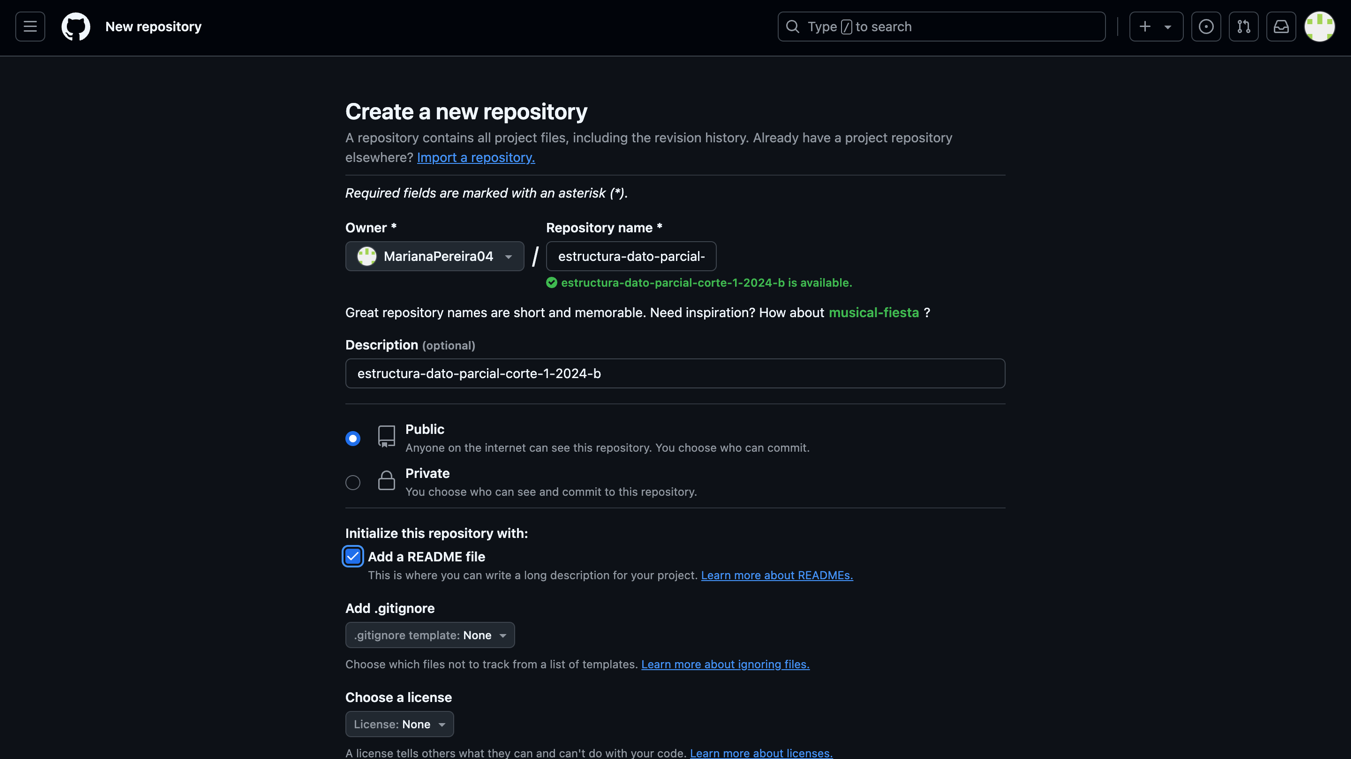 New repository
Type / to search
Create a new repository
A repository contains all project files, including the revision history. Already have a project repository
elsewhere? Import a repository.
Required fields are marked with an asterisk (*).
Owner *
Repository name *
MarianaPereira04
/
estructura-dato-parcial-
estructura-dato-parcial-corte-1-2024-b is available.
Great repository names are short and memorable. Need inspiration? How about musical-fiesta ?
Description (optional)
estructura-dato-parcial-corte-1-2024-b
Public
Anyone on the internet can see this repository. You choose who can commit.
Private
You choose who can see and commit to this repository.
Initialize this repository with:
Add a README file
This is where you can write a long description for your project. Learn more about READMEs.
Add .gitignore
.gitignore template: None
Choose which files not to track from a list of templates. Learn more about ignoring files.
Choose a license
License: None
A license tells others what they can and can't do with your code. Learn more about licenses.